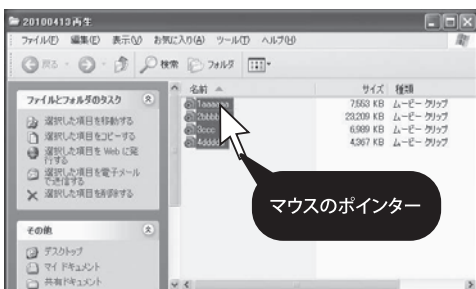 20100413再生
ファイル(F) 編集(E) 表示(V) お気に入り(A) ツール(T) ヘルプ(H)
戻る 検索 フォルダ
ファイルとフォルダのタスク
選択した項目を移動する
選択した項目をコピーする
選択した項目を Web に発
行する
選択した項目を電子メール
で送信する
選択した項目を削除する
その他
デスクトップ
マイ ドキュメント
共有ドキュメント
名前 サイズ 種類
1aaaaaa 7,553 KB ムービー クリップ
2bbbb 23,209 KB ムービー クリップ
3ccc 6,989 KB ムービー クリップ
4dddd 4,367 KB ムービー クリップ
マウスのポインター